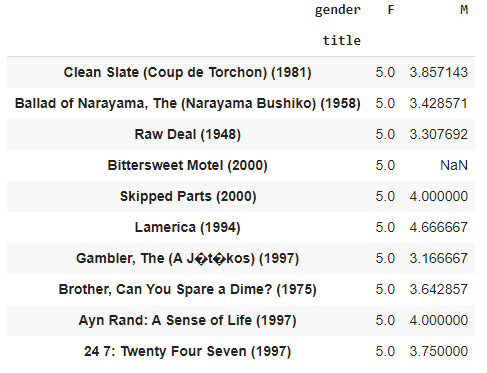 gender F M
title
Clean Slate (Coup de Torchon) (1981) 5.0 3.857143
Ballad of Narayama, The (Narayama Bushiko) (1958) 5.0 3.428571
Raw Deal (1948) 5.0 3.307692
Bittersweet Motel (2000) 5.0 NaN
Skipped Parts (2000) 5.0 4.000000
Lamerica (1994) 5.0 4.666667
Gambler, The (A J�t�kos) (1997) 5.0 3.166667
Brother, Can You Spare a Dime? (1975) 5.0 3.642857
Ayn Rand: A Sense of Life (1997) 5.0 4.000000
24 7: Twenty Four Seven (1997) 5.0 3.750000